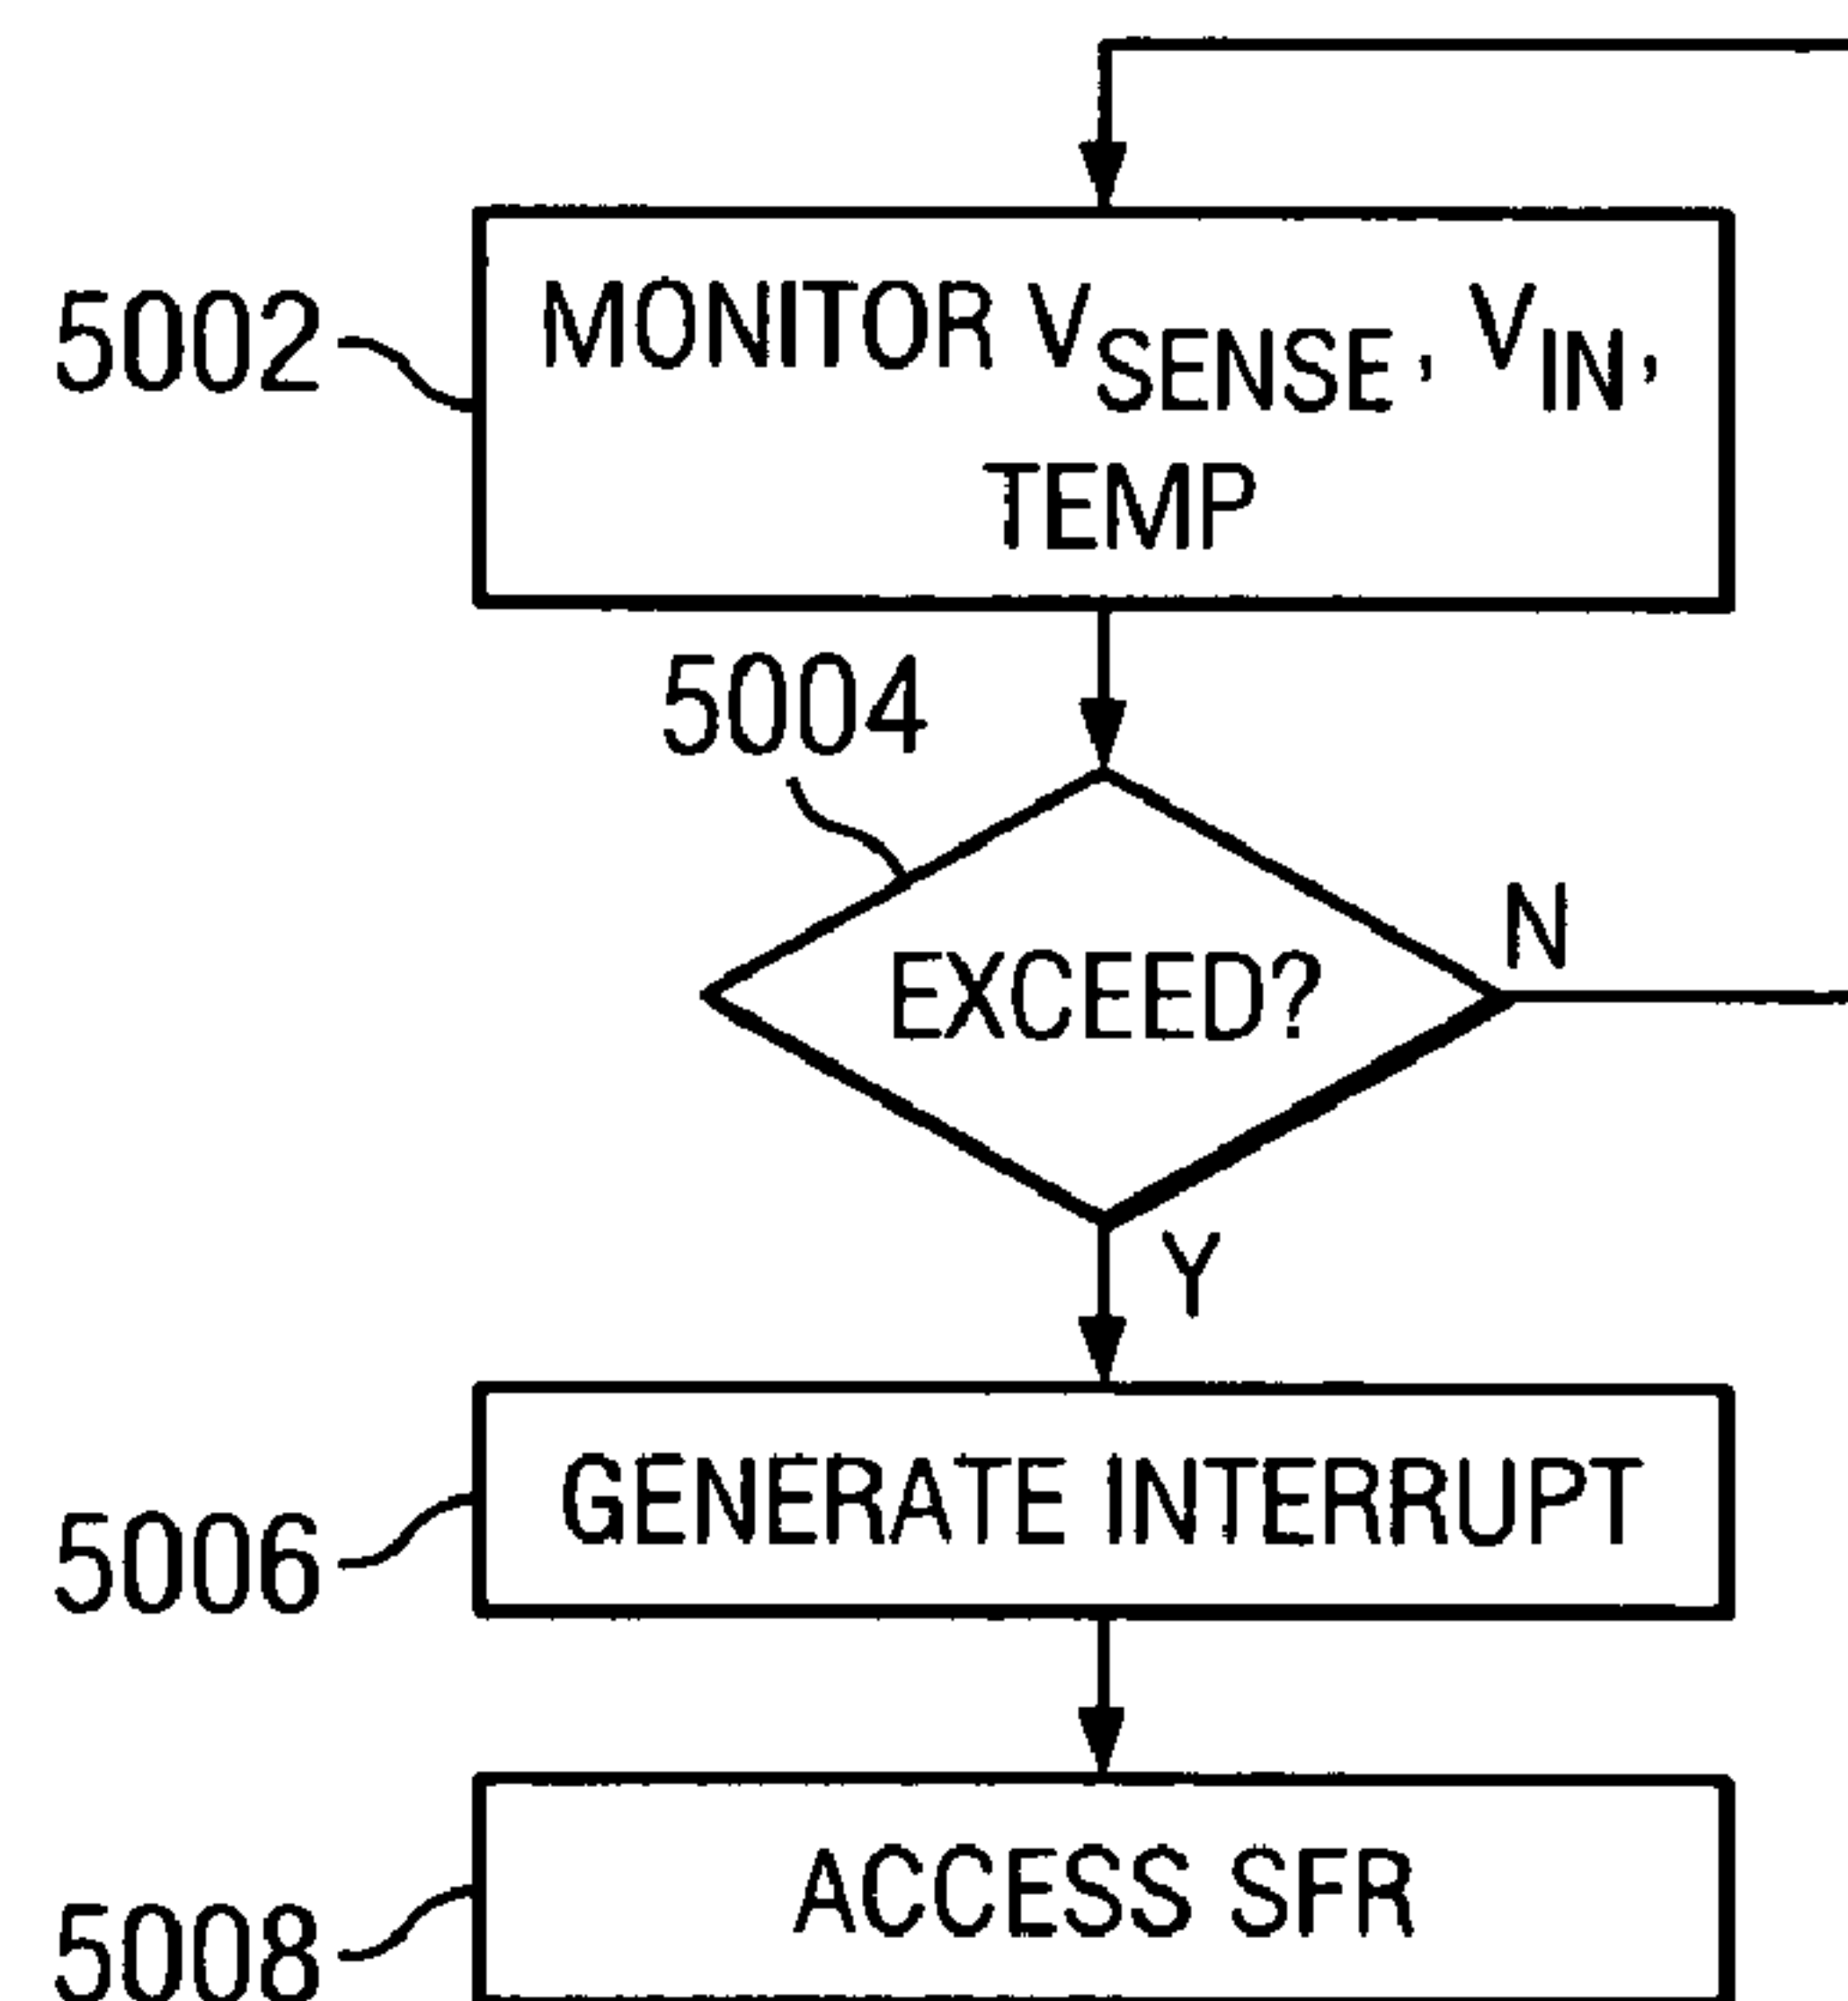 5002
MONITOR VSENSE, VIN,
TEMP
5004
EXCEED?
N
Y
5006
GENERATE INTERRUPT
5008
ACCESS SFR